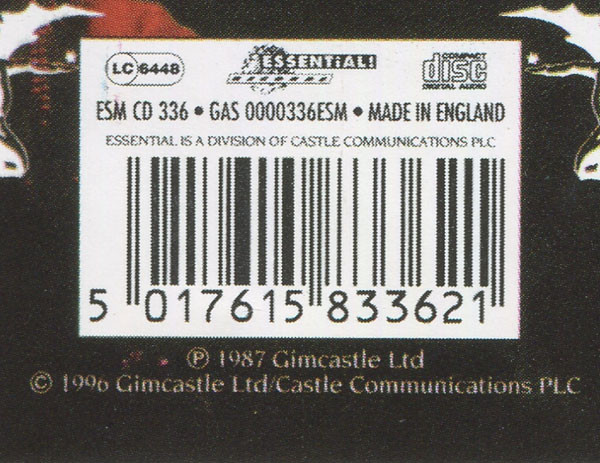 LC 6448
ESSENTiAL!
COMPACT
disc
DIGITAL AUDIO
ESM CD 336 • GAS 0000336ESM • MADE IN ENGLAND
ESSENTIAL IS A DIVISION OF CASTLE COMMUNICATIONS PLC
5 017615 833621
℗ 1987 Gimcastle Ltd
© 1996 Gimcastle Ltd/Castle Communications PLC